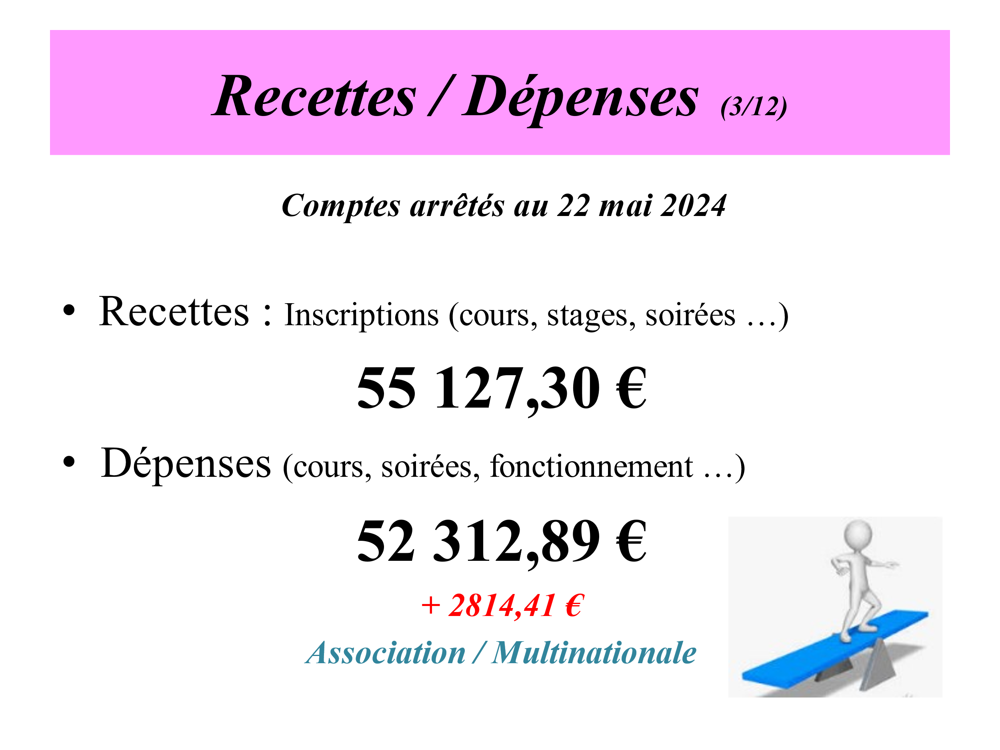 Recettes / Dépenses (3/12)
Comptes arrêtés au 22 mai 2024
• Recettes : Inscriptions (cours, stages, soirées …)
55 127,30 €
• Dépenses (cours, soirées, fonctionnement …)
52 312,89 €
+ 2814,41 €
Association / Multinationale